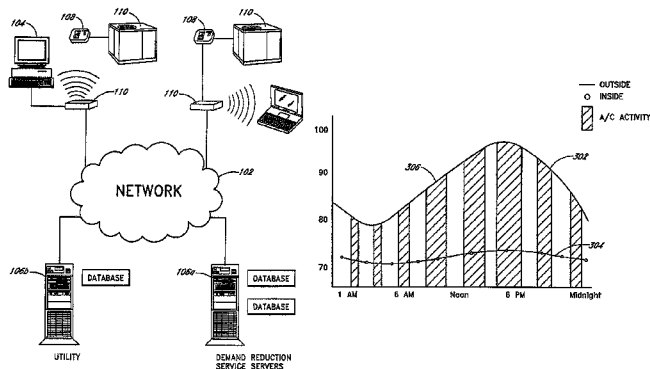 104
108
110
108
110
110
110
NETWORK
102
106b
DATABASE
106a
DATABASE
DATABASE
UTILITY
DEMAND REDUCTION
SERVICE SERVERS
OUTSIDE
INSIDE
A/C ACTIVITY
100
90
80
70
306
302
304
1 AM 6 AM Noon 6 PM Midnight